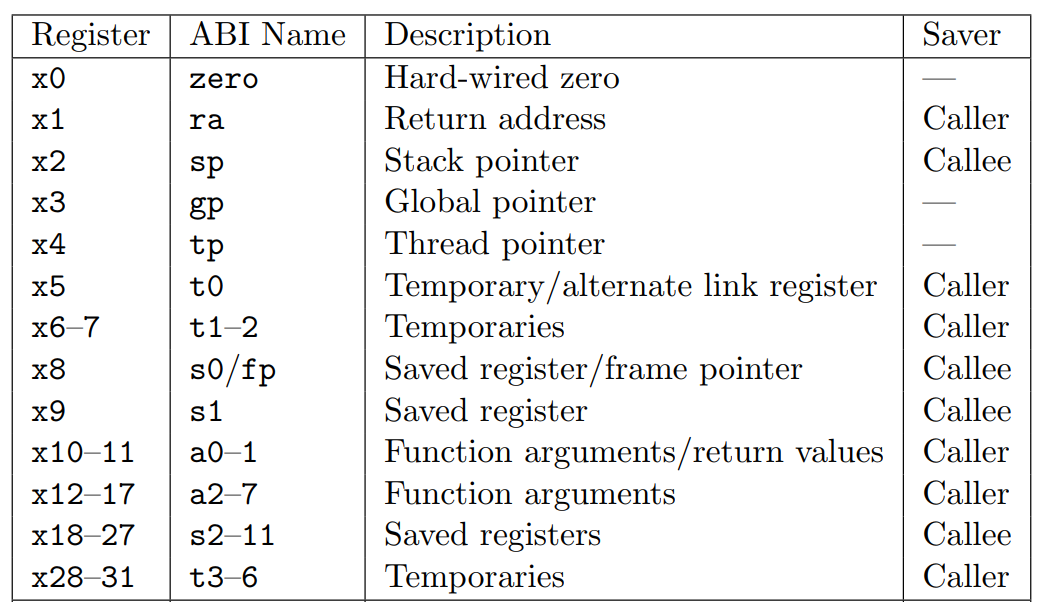 Register ABI Name Description Saver
x0 zero Hard-wired zero —
x1 ra Return address Caller
x2 sp Stack pointer Callee
x3 gp Global pointer —
x4 tp Thread pointer —
x5 t0 Temporary/alternate link register Caller
x6–7 t1–2 Temporaries Caller
x8 s0/fp Saved register/frame pointer Callee
x9 s1 Saved register Callee
x10–11 a0–1 Function arguments/return values Caller
x12–17 a2–7 Function arguments Caller
x18–27 s2–11 Saved registers Callee
x28–31 t3–6 Temporaries Caller